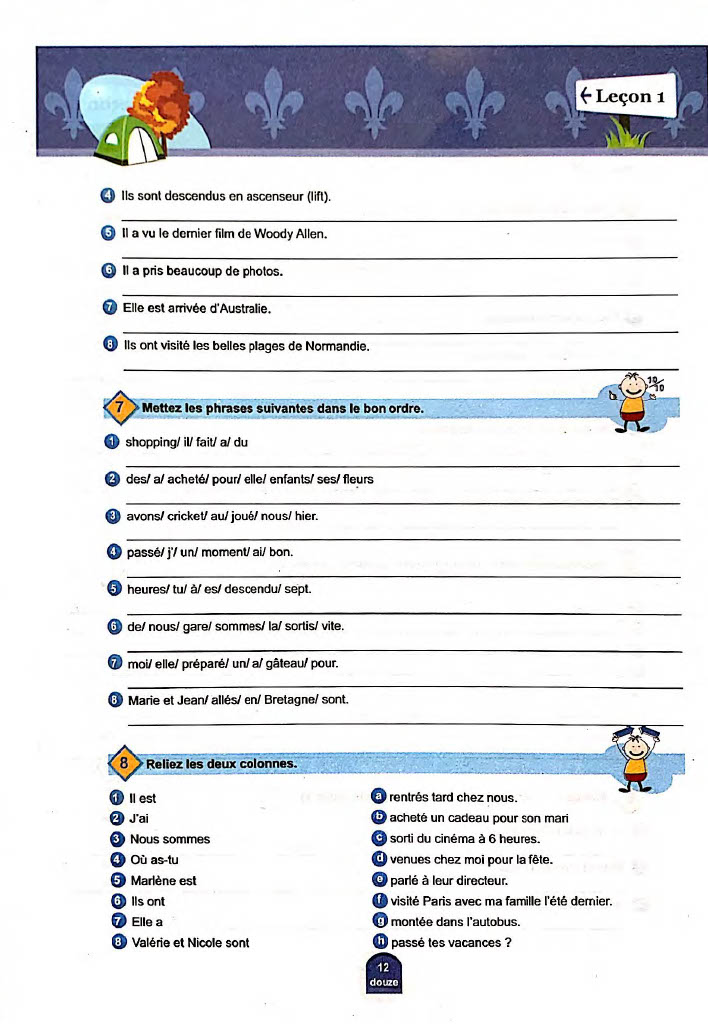 ← Leçon 1
4 Ils sont descendus en ascenseur (lift).
5 Il a vu le dernier film de Woody Allen.
6 Il a pris beaucoup de photos.
7 Elle est arrivée d'Australie.
8 Ils ont visité les belles plages de Normandie.
10/10
7 Mettez les phrases suivantes dans le bon ordre.
1 shopping/ il/ fait/ a/ du
2 des/ a/ acheté/ pour/ elle/ enfants/ ses/ fleurs
3 avons/ cricket/ au/ joué/ nous/ hier.
4 passé/ j'/ un/ moment/ ai/ bon.
5 heures/ tu/ à/ es/ descendu/ sept.
6 de/ nous/ gare/ sommes/ la/ sortis/ vite.
7 moi/ elle/ préparé/ un/ a/ gâteau/ pour.
8 Marie et Jean/ allés/ en/ Bretagne/ sont.
8 Reliez les deux colonnes.
1 Il est
2 J'ai
3 Nous sommes
4 Où as-tu
5 Marlène est
6 Ils ont
7 Elle a
8 Valérie et Nicole sont
a rentrés tard chez nous.
b acheté un cadeau pour son mari
c sorti du cinéma à 6 heures.
d venues chez moi pour la fête.
e parlé à leur directeur.
f visité Paris avec ma famille l'été dernier.
g montée dans l'autobus.
h passé tes vacances ?
12
douze